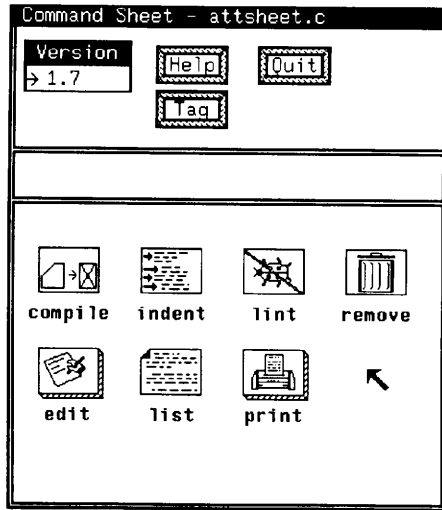 Command Sheet - attsheet.c
Version
→ 1.7
Help
Quit
Tag
compile
indent
lint
remove
edit
list
print